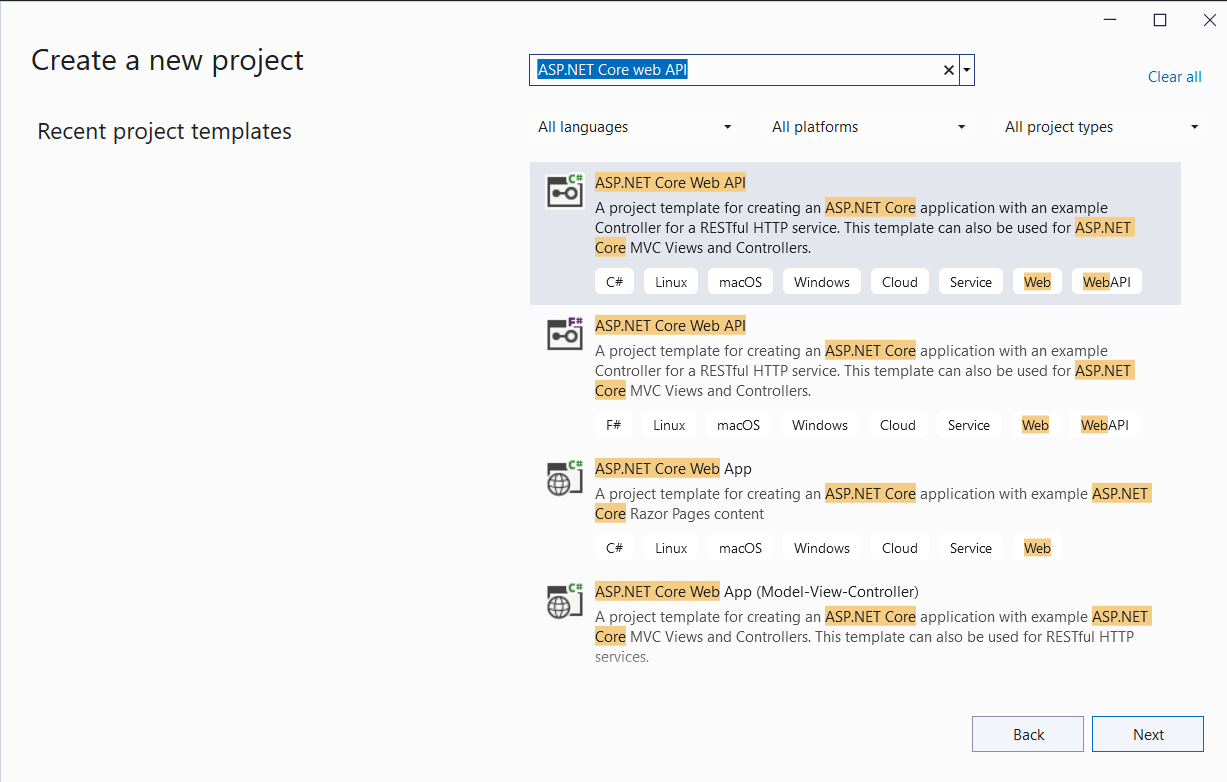 Create a new project
ASP.NET Core web API
Clear all
Recent project templates
All languages
All platforms
All project types
C#
ASP.NET Core Web API
A project template for creating an ASP.NET Core application with an example
Controller for a RESTful HTTP service. This template can also be used for ASP.NET
Core MVC Views and Controllers.
C# Linux macOS Windows Cloud Service Web WebAPI
F#
ASP.NET Core Web API
A project template for creating an ASP.NET Core application with an example
Controller for a RESTful HTTP service. This template can also be used for ASP.NET
Core MVC Views and Controllers.
F# Linux macOS Windows Cloud Service Web WebAPI
C#
ASP.NET Core Web App
A project template for creating an ASP.NET Core application with example ASP.NET
Core Razor Pages content
C# Linux macOS Windows Cloud Service Web
C#
ASP.NET Core Web App (Model-View-Controller)
A project template for creating an ASP.NET Core application with example ASP.NET
Core MVC Views and Controllers. This template can also be used for RESTful HTTP
services.
Back
Next